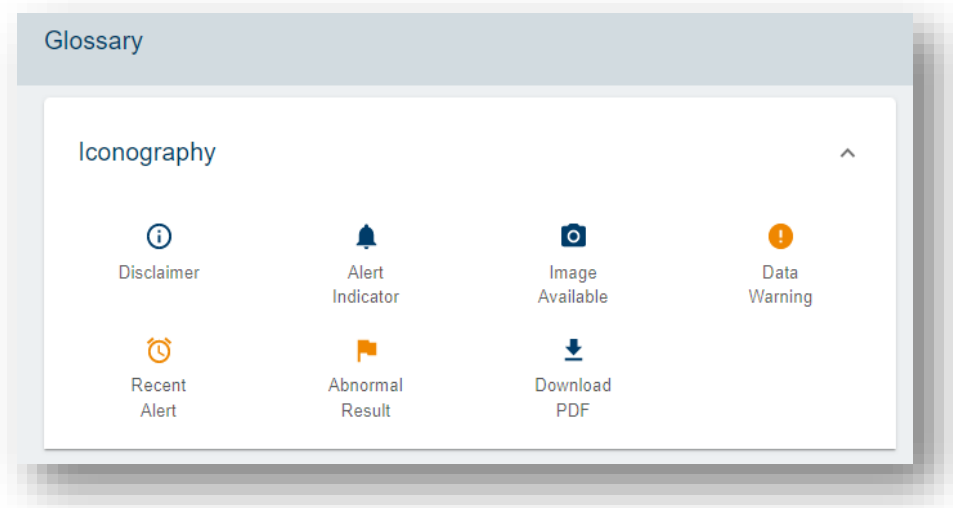 Glossary
Iconography
Disclaimer
Alert
Indicator
Image
Available
Data
Warning
Recent
Alert
Abnormal
Result
Download
PDF